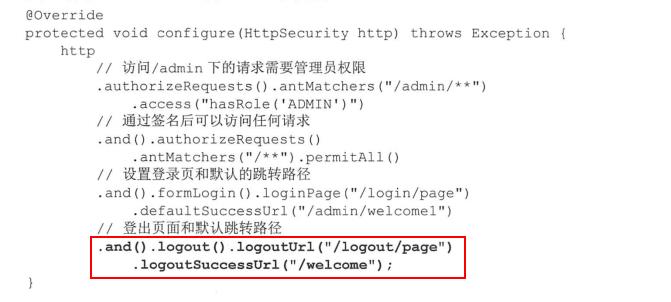 @Override
protected void configure(HttpSecurity http) throws Exception {
http
// 访问/admin 下的请求需要管理员权限
.authorizeRequests().antMatchers("/admin/**")
.access("hasRole('ADMIN')")
// 通过签名后可以访问任何请求
.and().authorizeRequests()
.antMatchers("/**").permitAll()
// 设置登录页和默认的跳转路径
.and().formLogin().loginPage("/login/page")
.defaultSuccessUrl("/admin/welcome1")
// 登出页面和默认跳转路径
.and().logout().logoutUrl("/logout/page")
.logoutSuccessUrl("/welcome");
}